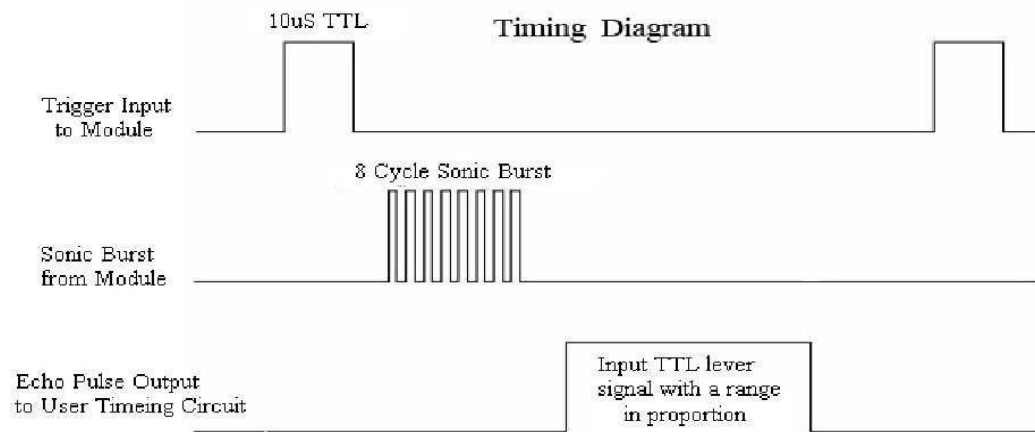 10uS TTL
Timing Diagram
Trigger Input
to Module
8 Cycle Sonic Burst
Sonic Burst
from Module
Echo Pulse Output
to User Timeing Circuit
Input TTL lever
signal with a range
in proportion